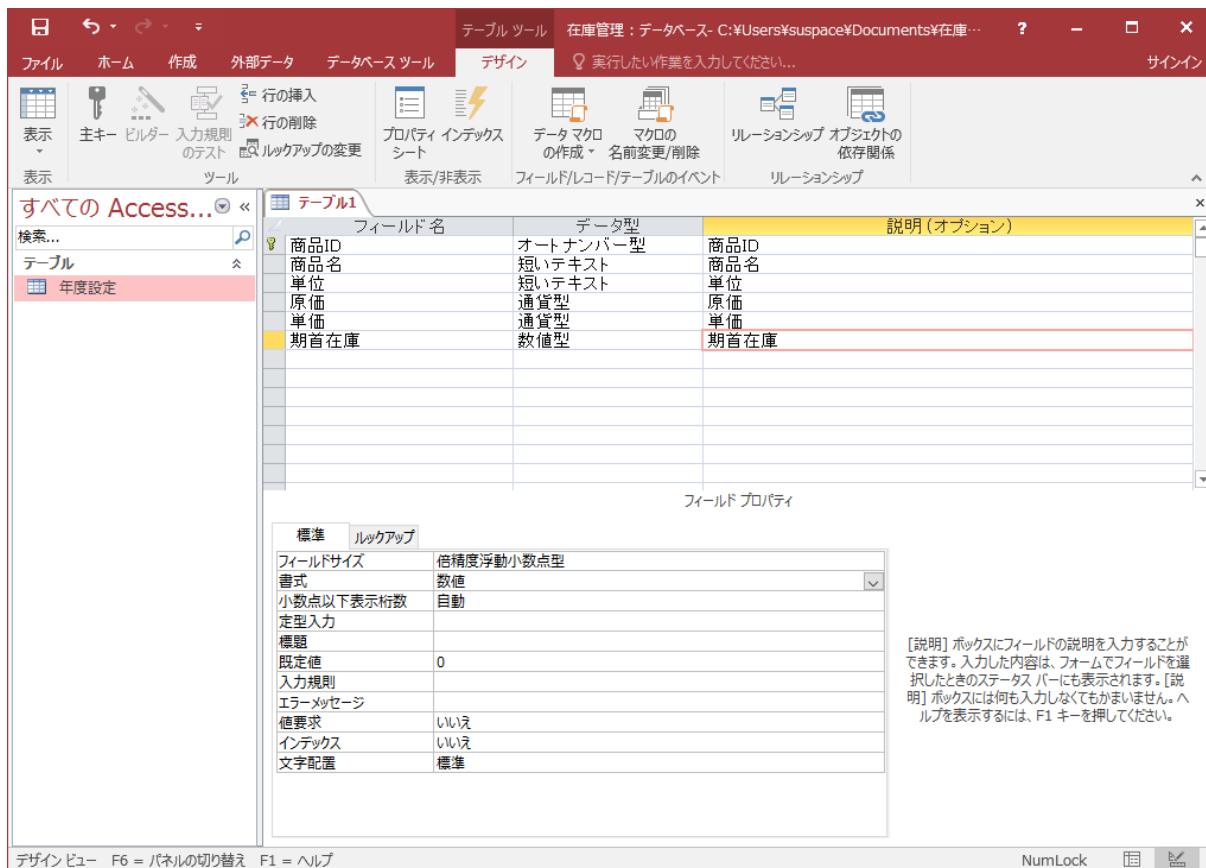 テーブル ツール 在庫管理：データベース- C:¥Users¥suspace¥Documents¥在庫… ?
ファイル ホーム 作成 外部データ データベース ツール デザイン 実行したい作業を入力してください... サインイン
表示 主キー ビルダー 入力規則のテスト
行の挿入
行の削除
ルックアップの変更
プロパティシート インデックス データ マクロの作成 マクロの名前変更/削除 リレーションシップ オブジェクトの依存関係
表示 ツール 表示/非表示 フィールド/レコード/テーブルのイベント リレーションシップ
すべての Access... «
検索...
テーブル
年度設定
テーブル1
フィールド名 データ型 説明(オプション)
商品ID オートナンバー型 商品ID
商品名 短いテキスト 商品名
単位 短いテキスト 単位
原価 通貨型 原価
単価 通貨型 単価
期首在庫 数値型 期首在庫
フィールド プロパティ
標準 ルックアップ
フィールドサイズ 倍精度浮動小数点型
書式 数値
小数点以下表示桁数 自動
定型入力
標題
既定値 0
入力規則
エラーメッセージ
値要求 いいえ
インデックス いいえ
文字配置 標準
[説明] ボックスにフィールドの説明を入力することが
できます。入力した内容は、フォームでフィールドを選
択したときのステータス バーにも表示されます。[説
明] ボックスには何も入力しなくてもかまいません。ヘ
ルプを表示するには、F1 キーを押してください。
デザイン ビュー F6 = パネルの切り替え F1 = ヘルプ NumLock